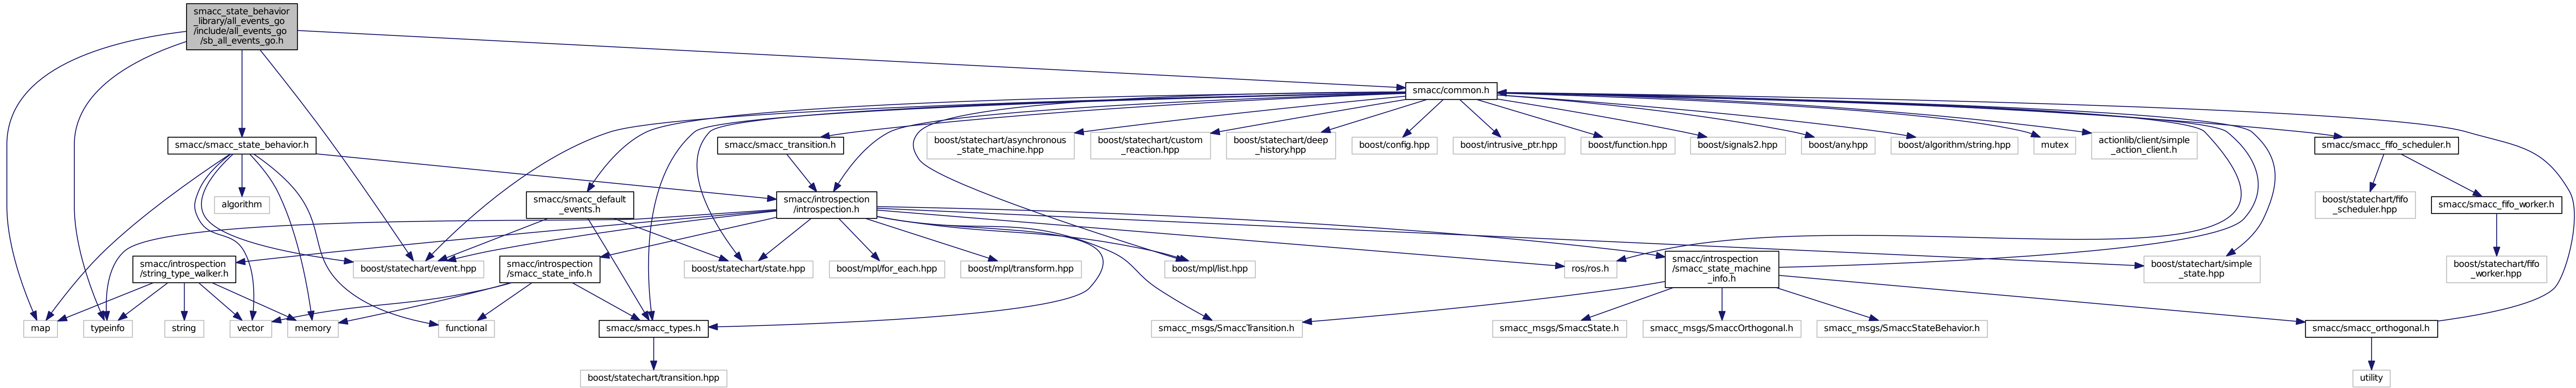 smacc_state_behavior
_library/all_events_go
/include/all_events_go
/sb_all_events_go.h
smacc/common.h
smacc/smacc_state_behavior.h
smacc/smacc_transition.h
boost/statechart/asynchronous
_state_machine.hpp
boost/statechart/custom
_reaction.hpp
boost/statechart/deep
_history.hpp
boost/config.hpp
boost/intrusive_ptr.hpp
boost/function.hpp
boost/signals2.hpp
boost/any.hpp
boost/algorithm/string.hpp
mutex
actionlib/client/simple
_action_client.h
smacc/smacc_fifo_scheduler.h
algorithm
smacc/smacc_default
_events.h
smacc/introspection
/introspection.h
boost/statechart/fifo
_scheduler.hpp
smacc/smacc_fifo_worker.h
smacc/introspection
/string_type_walker.h
boost/statechart/event.hpp
smacc/introspection
/smacc_state_info.h
boost/statechart/state.hpp
boost/mpl/for_each.hpp
boost/mpl/transform.hpp
boost/mpl/list.hpp
ros/ros.h
smacc/introspection
/smacc_state_machine
_info.h
boost/statechart/simple
_state.hpp
boost/statechart/fifo
_worker.hpp
map
typeinfo
string
vector
memory
functional
smacc/smacc_types.h
smacc_msgs/SmaccTransition.h
smacc_msgs/SmaccState.h
smacc_msgs/SmaccOrthogonal.h
smacc_msgs/SmaccStateBehavior.h
smacc/smacc_orthogonal.h
boost/statechart/transition.hpp
utility